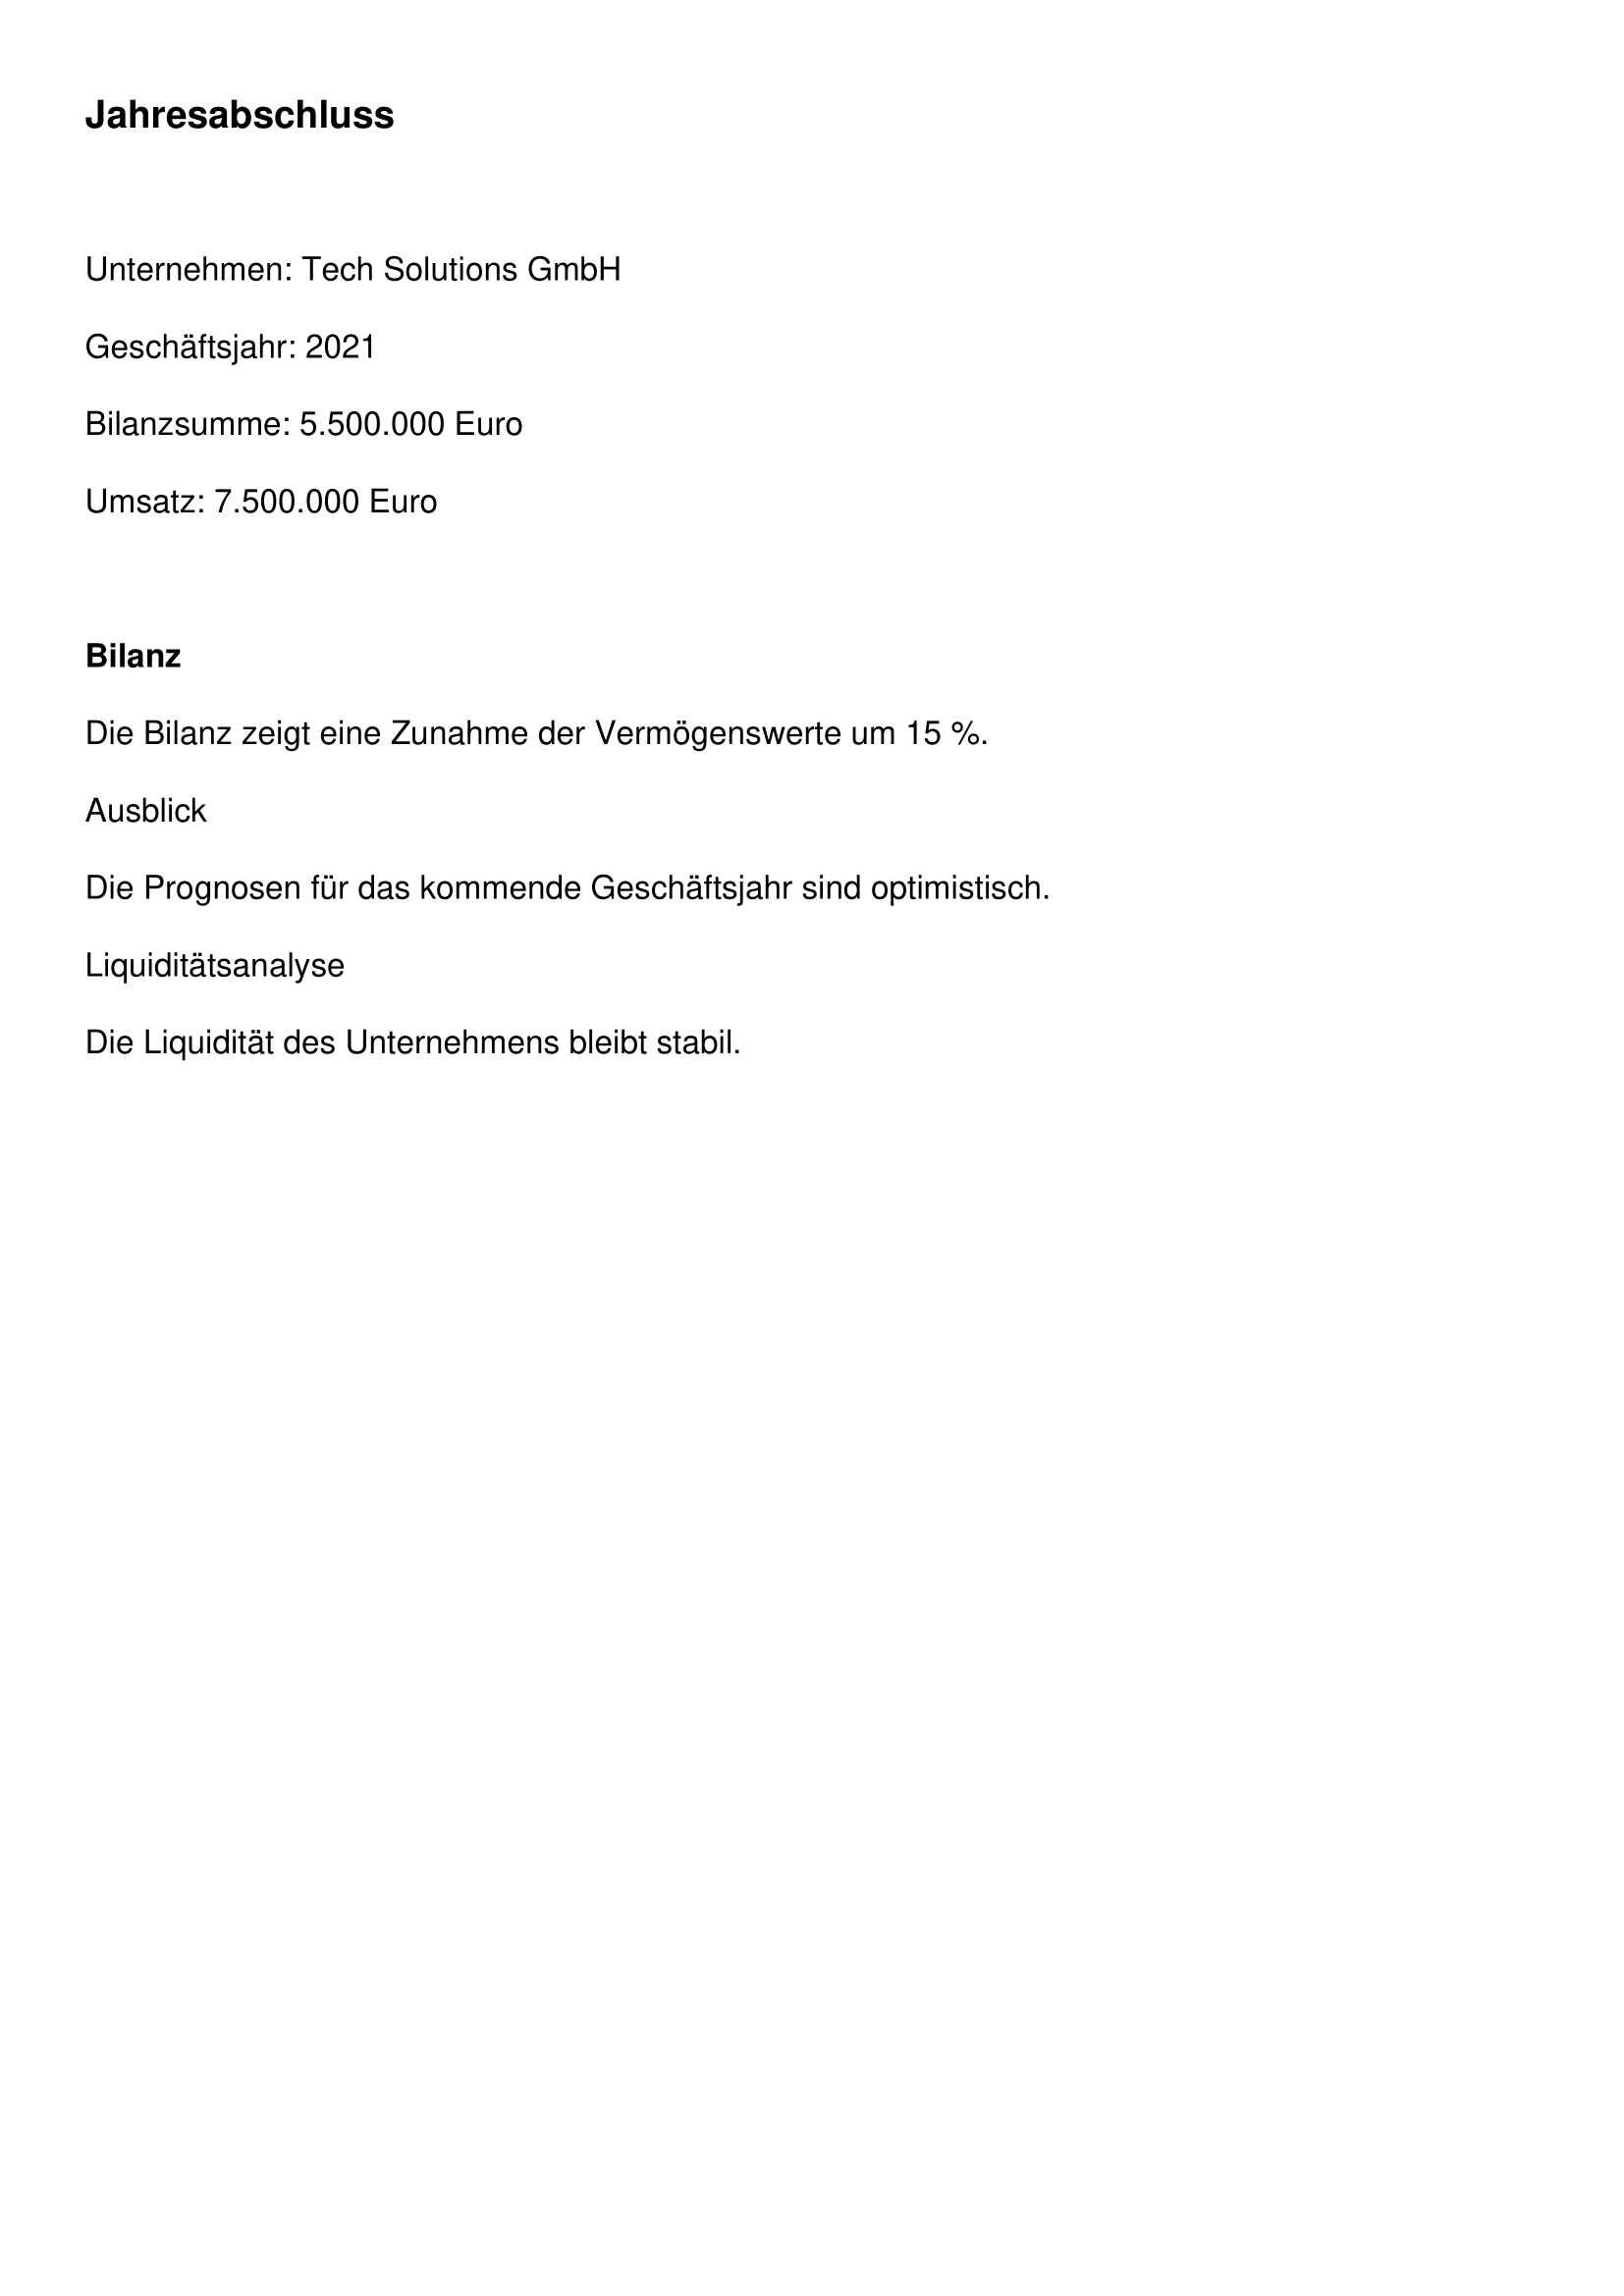 Jahresabschluss
Unternehmen: Tech Solutions GmbH
Geschäftsjahr: 2021
Bilanzsumme: 5.500.000 Euro
Umsatz: 7.500.000 Euro
Bilanz
Die Bilanz zeigt eine Zunahme der Vermögenswerte um 15 %.
Ausblick
Die Prognosen für das kommende Geschäftsjahr sind optimistisch.
Liquiditätsanalyse
Die Liquidität des Unternehmens bleibt stabil.